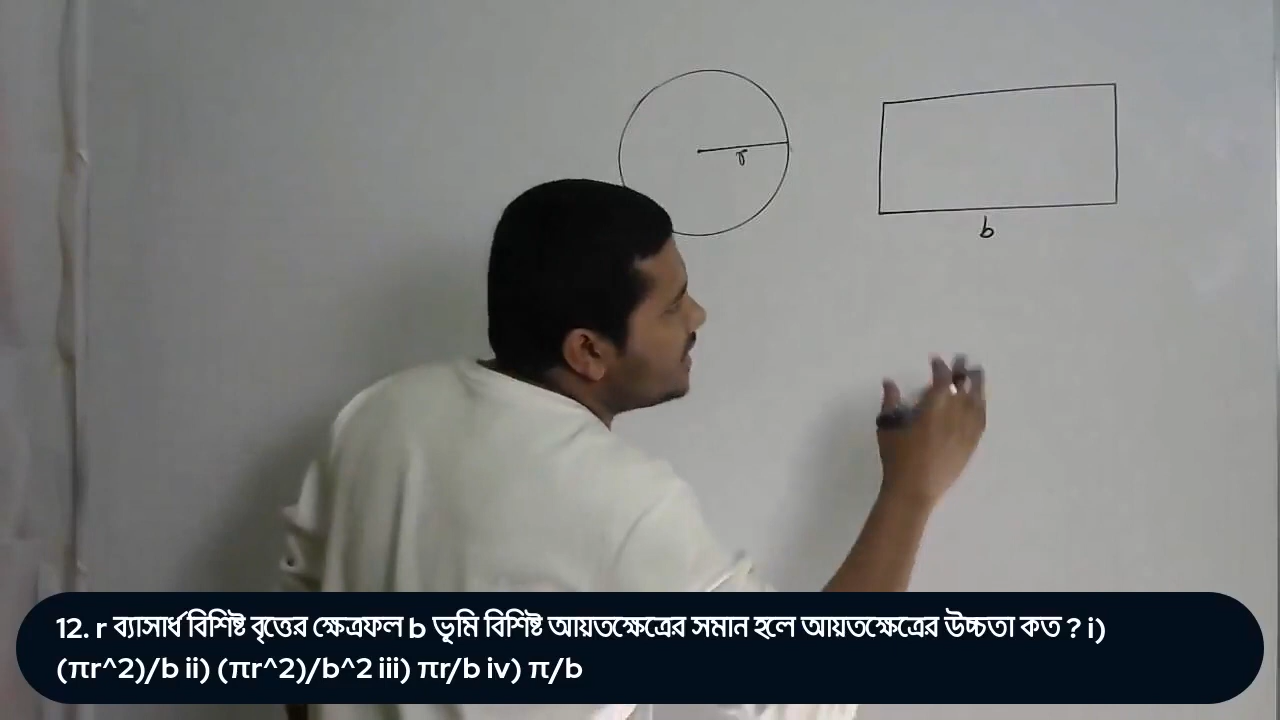 r
b
12. r ব্যাসার্ধ বিশিষ্ট বৃত্তের ক্ষেত্রফল b ভূমি বিশিষ্ট আয়তক্ষেত্রের সমান হলে আয়তক্ষেত্রের উচ্চতা কত ? i)
(πr^2)/b ii) (πr^2)/b^2 iii) πr/b iv) π/b